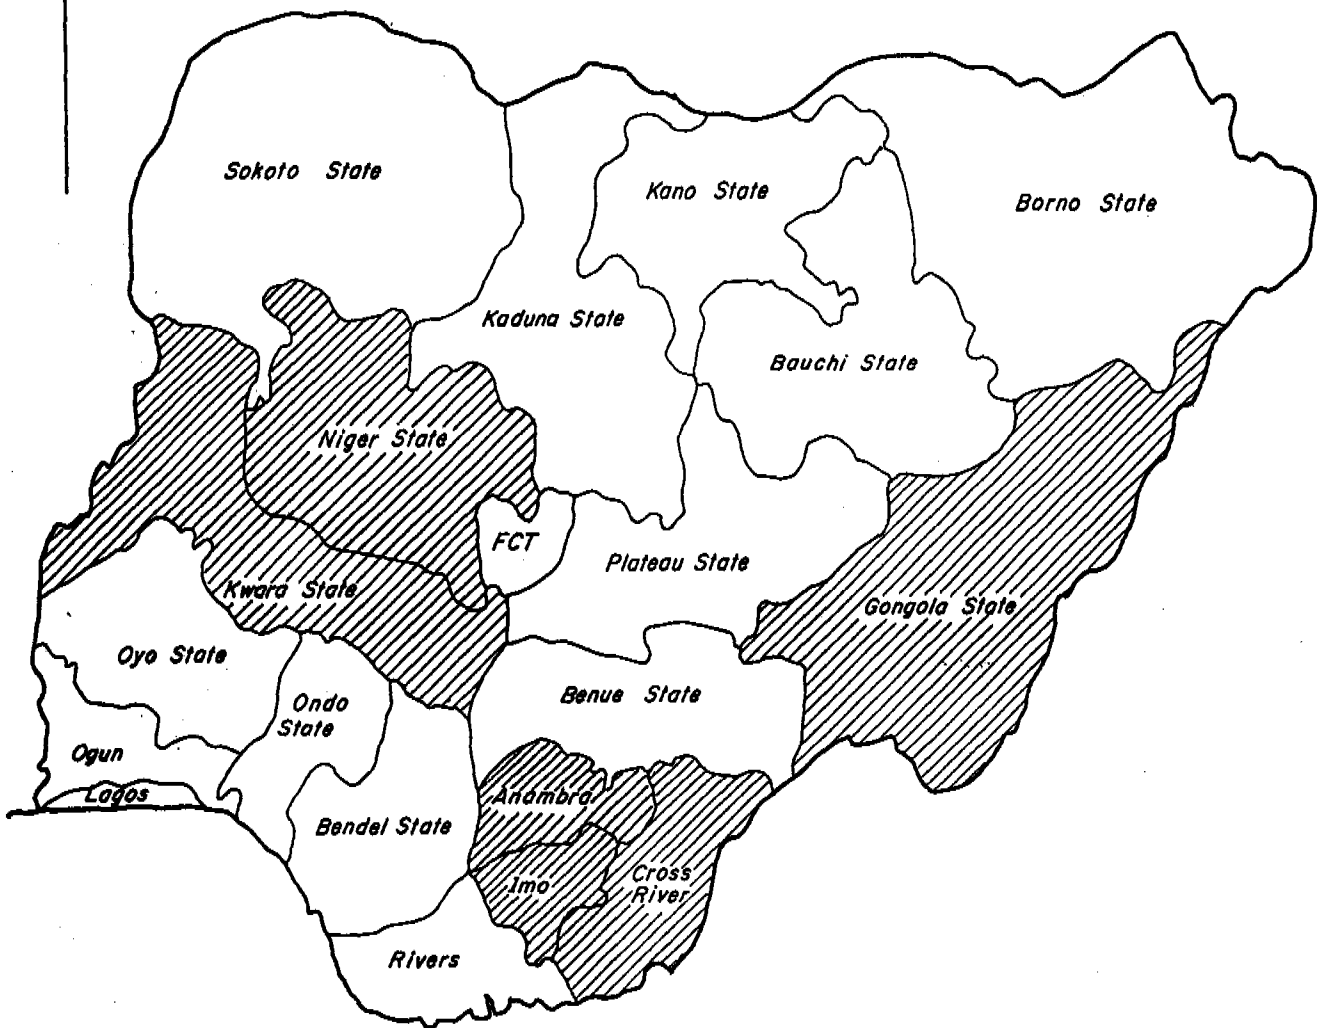 Sokoto State
Kano State
Borno State
Kaduna State
Bauchi State
Niger State
FCT
Plateau State
Kwara State
Gongola State
Oyo State
Benue State
Ondo
State
Ogun
Lagos
Anambra
Bendel State
Cross
River
Imo
Rivers